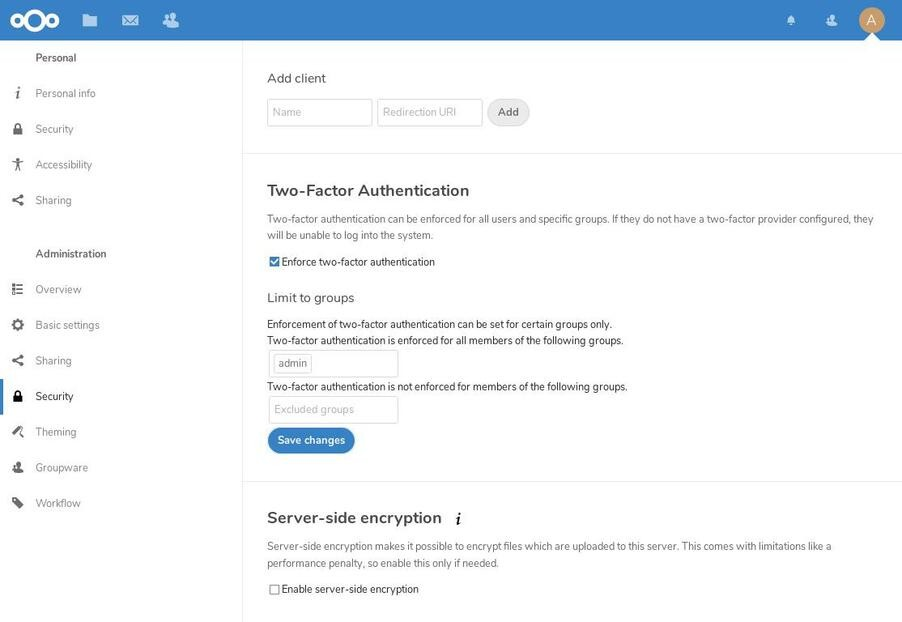 A
Personal
Personal info
Security
Accessibility
Sharing
Administration
Overview
Basic settings
Sharing
Security
Theming
Groupware
Workflow
Add client
Name
Redirection URI
Add
Two-Factor Authentication
Two-factor authentication can be enforced for all users and specific groups. If they do not have a two-factor provider configured, they
will be unable to log into the system.
Enforce two-factor authentication
Limit to groups
Enforcement of two-factor authentication can be set for certain groups only.
Two-factor authentication is enforced for all members of the following groups.
admin
Two-factor authentication is not enforced for members of the following groups.
Excluded groups
Save changes
Server-side encryption i
Server-side encryption makes it possible to encrypt files which are uploaded to this server. This comes with limitations like a
performance penalty, so enable this only if needed.
Enable server-side encryption